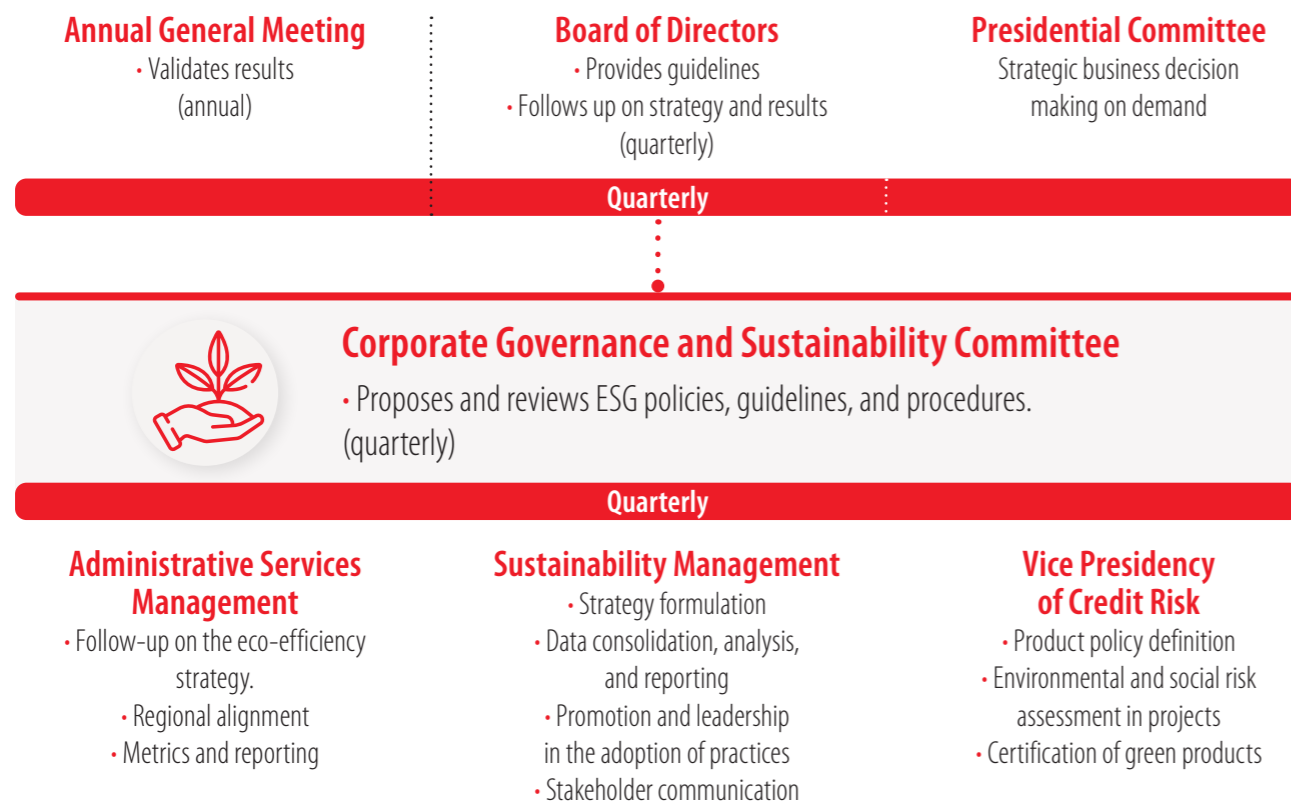 Annual General Meeting
• Validates results
(annual)
Board of Directors
• Provides guidelines
• Follows up on strategy and results
(quarterly)
Presidential Committee
Strategic business decision
making on demand
Quarterly
Corporate Governance and Sustainability Committee
• Proposes and reviews ESG policies, guidelines, and procedures.
(quarterly)
Quarterly
Administrative Services
Management
• Follow-up on the eco-efficiency
strategy.
• Regional alignment
• Metrics and reporting
Sustainability Management
• Strategy formulation
• Data consolidation, analysis,
and reporting
• Promotion and leadership
in the adoption of practices
• Stakeholder communication
Vice Presidency
of Credit Risk
• Product policy definition
• Environmental and social risk
assessment in projects
• Certification of green products